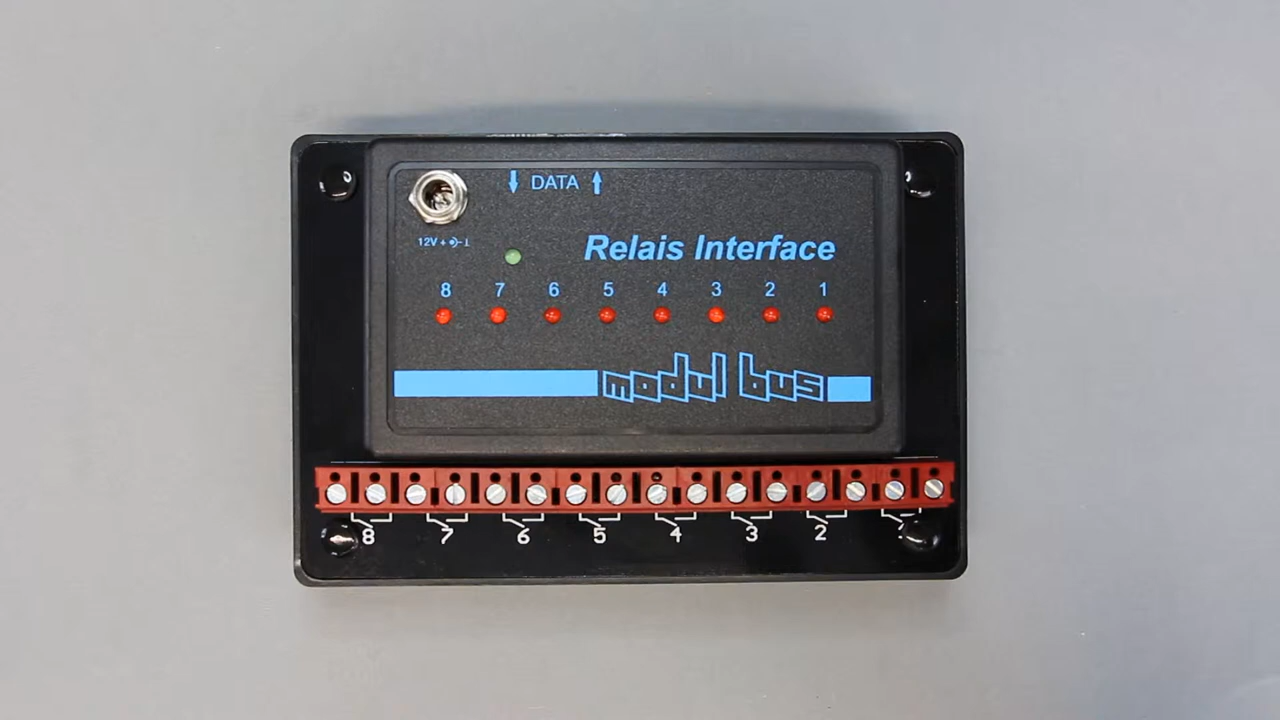 ↓ DATA ↑
12V + -
Relais Interface
8 7 6 5 4 3 2 1
modul bus
8 7 6 5 4 3 2